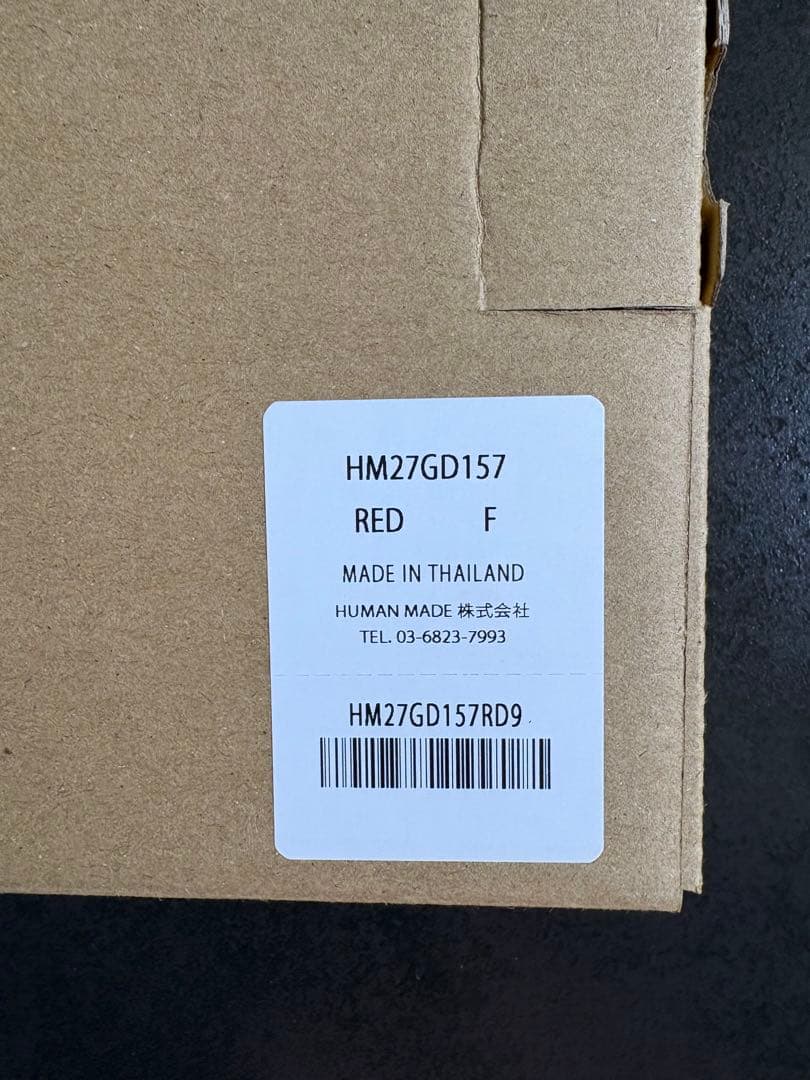 HM27GD157
RED F
MADE IN THAILAND
HUMAN MADE 株式会社
TEL. 03-6823-7993
HM27GD157RD9